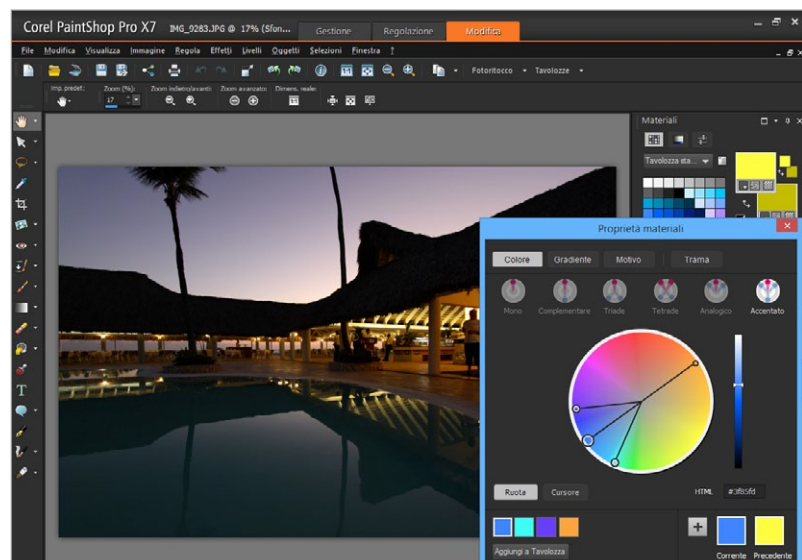 Corel PaintShop Pro X7 IMG_9283.JPG @ 17% (Sfon... Gestione Regolazione Modifica
File Modifica Visualizza Immagine Regola Effetti Livelli Oggetti Selezioni Finestra ?
Fotoritocco Tavolozze
Imp. predef.: Zoom (%): Zoom indietro/avanti: Zoom avanzato: Dimens. reale:
17
Materiali
Tavolozza sta...
Proprietà materiali
Colore Gradiente Motivo Trama
Mono Complementare Triade Tetrade Analogico Accentato
Ruota Cursore HTML #3f85fd
Aggiungi a Tavolozza Corrente Precedente